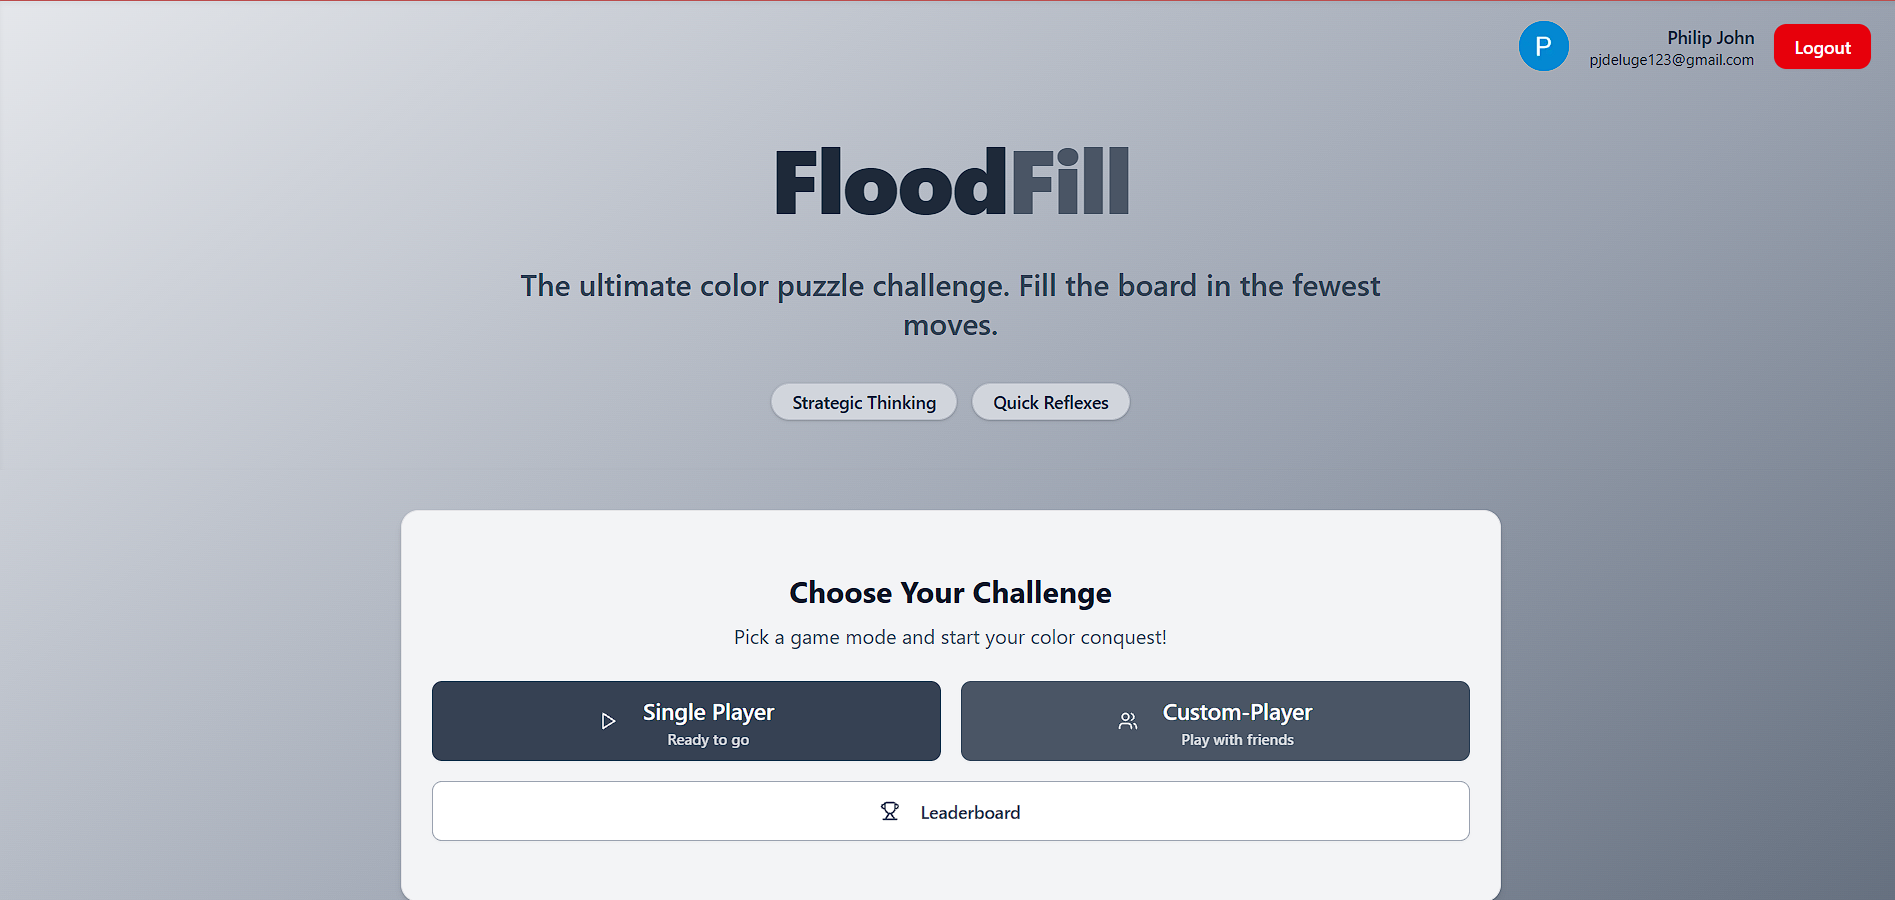 P
Philip John
pjdeluge123@gmail.com
Logout
FloodFill
The ultimate color puzzle challenge. Fill the board in the fewest
moves.
Strategic Thinking
Quick Reflexes
Choose Your Challenge
Pick a game mode and start your color conquest!
Single Player
Ready to go
Custom-Player
Play with friends
Leaderboard